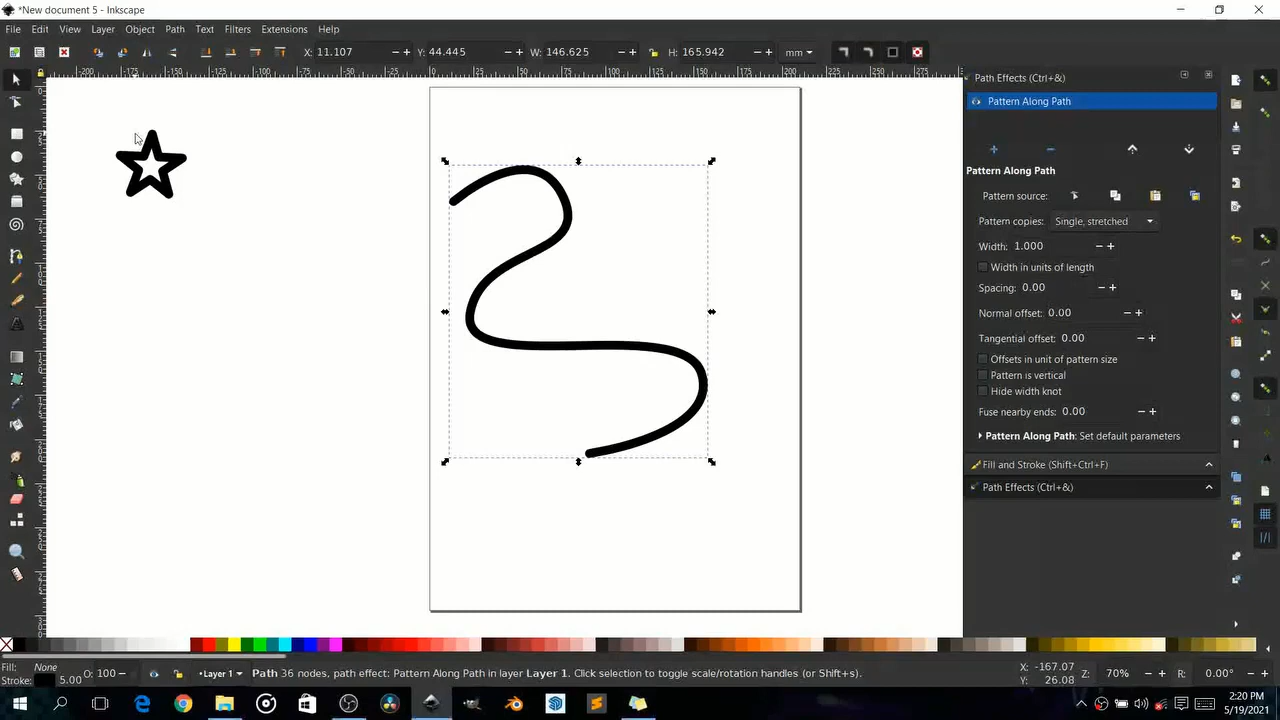 *New document 5 - Inkscape
File Edit View Layer Object Path Text Filters Extensions Help
X: 11.107 Y: 44.445 W: 146.625 H: 165.942 mm
Path Effects (Ctrl+&)
Pattern Along Path
Pattern Along Path
Pattern source:
Pattern copies: Single, stretched
Width: 1.000
Width in units of length
Spacing: 0.00
Normal offset: 0.00
Tangential offset: 0.00
Offsets in unit of pattern size
Pattern is vertical
Hide width knot
Fuse nearby ends: 0.00
Pattern Along Path: Set default parameters
Fill and Stroke (Shift+Ctrl+F)
Path Effects (Ctrl+&)
Fill: None
Stroke: 5.00 O: 100 •Layer 1 Path 36 nodes, path effect: Pattern Along Path in layer Layer 1. Click selection to toggle scale/rotation handles (or Shift+s).
X: -167.07
Y: 26.08
Z: 70% R: 0.00°
2:20 PM
5/19/2021